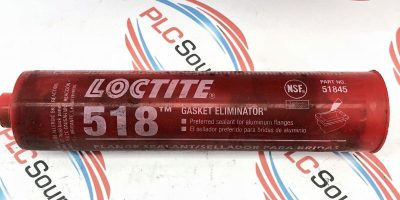 LOCTITE®
518™
GASKET ELIMINATOR®
Preferred sealant for aluminum flanges
El sellador preferido para bridas de aluminio
NSF
PART NO.
51845
FLANGE SEALANT/SELLADOR PARA BRIDAS
PLC Sou